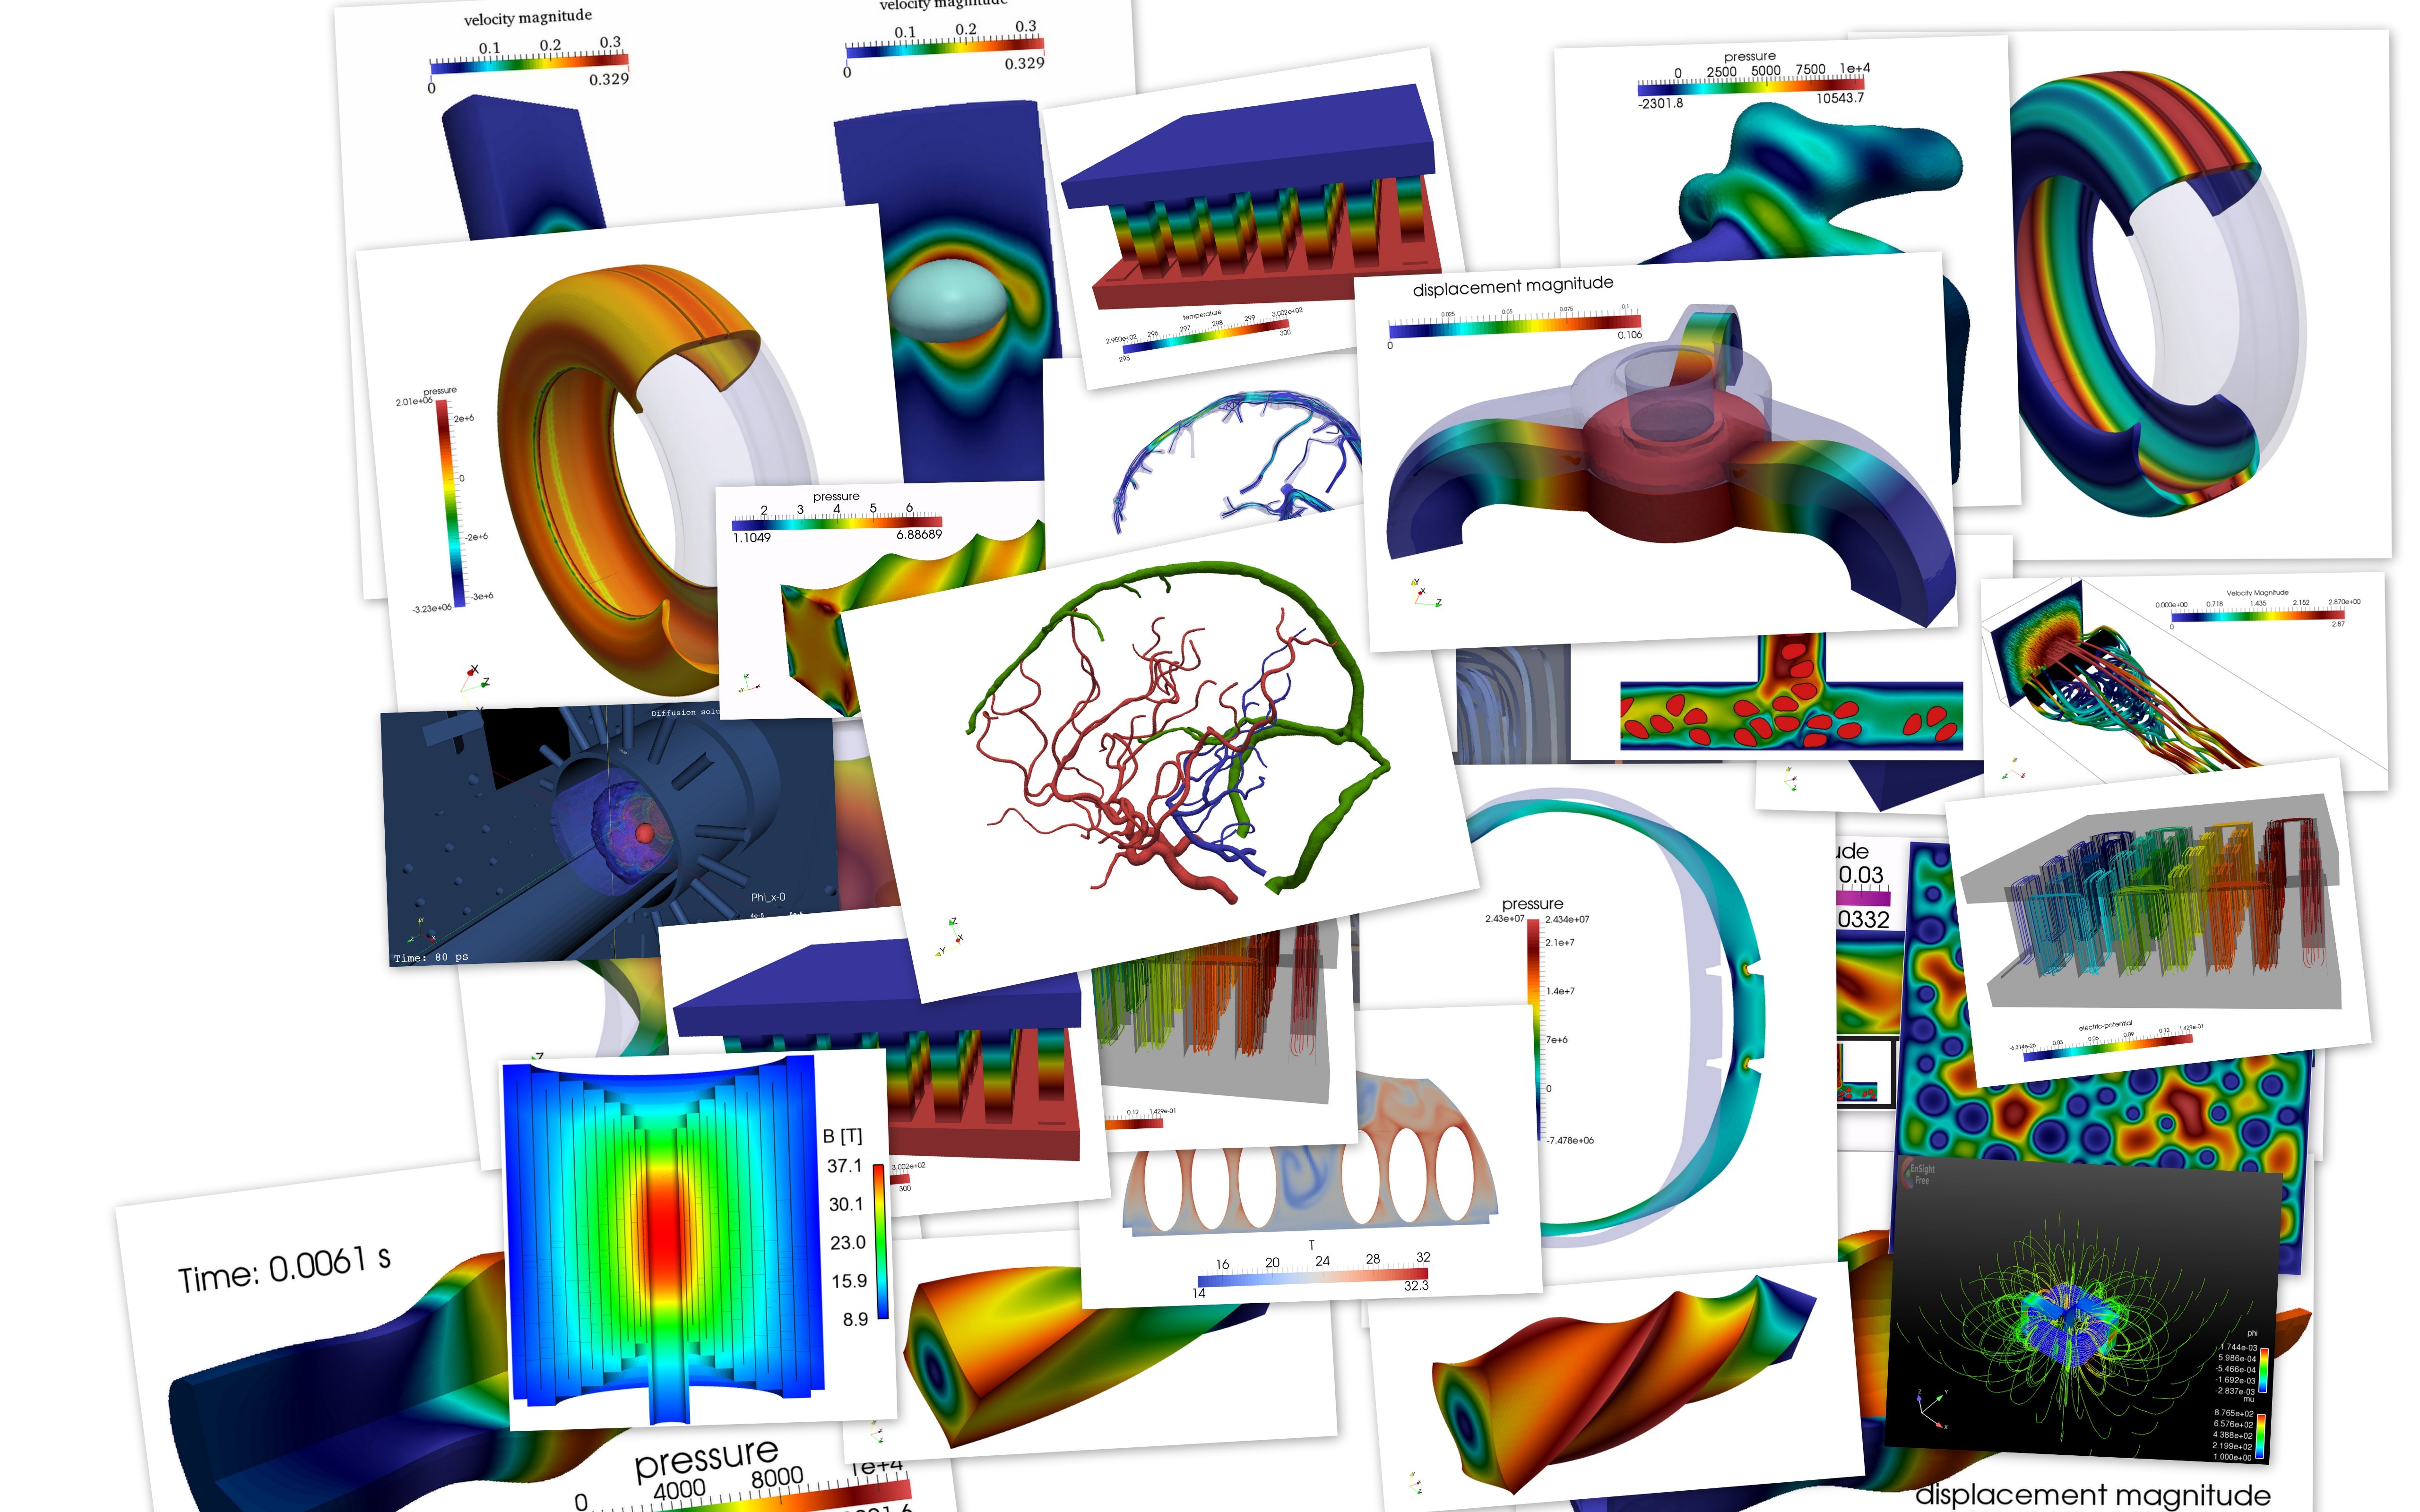 velocity magnitude
0.1 0.2 0.3
0 0.329
velocity magnitude
0.1 0.2 0.3
0 0.329
temperature
2.950e+02 296 297 298 299 3.002e+02
295 300
pressure
0 2500 5000 7500 1e+4
-2301.8 10543.7
displacement magnitude
0.025 0.05 0.075 0.1
0 0.106
Y
X
Z
pressure
2.01e+06
2e+6
0
-2e+6
-3e+6
-3.23e+06
X
Z
Y
pressure
2 3 4 5 6
1.1049 6.88689
Velocity Magnitude
0.000e+00 0.718 1.435 2.152 2.870e+00
0 2.87
Diffusion solu
Phi_x-0
Time: 80 ps
Z
X
Y
pressure
2.43e+07 2.434e+07
2.1e+7
1.4e+7
7e+6
0
-7.478e+06
ude
0.03
0332
electric-potential
-6.314e-26 0.03 0.06 0.09 0.12 1.429e-01
0.12 1.429e-01
3.002e+02
300
Z
B [T]
37.1
30.1
23.0
15.9
8.9
T
16 20 24 28 32
14 32.3
Time: 0.0061 s
pressure
0 4000 8000 1e+4
EnSight
Free
phi
1.744e-03
5.986e-04
-5.466e-04
-1.692e-03
-2.837e-03
mu
8.765e+02
6.576e+02
4.388e+02
2.199e+02
1.000e+00
Z
Y
X
displacement magnitude